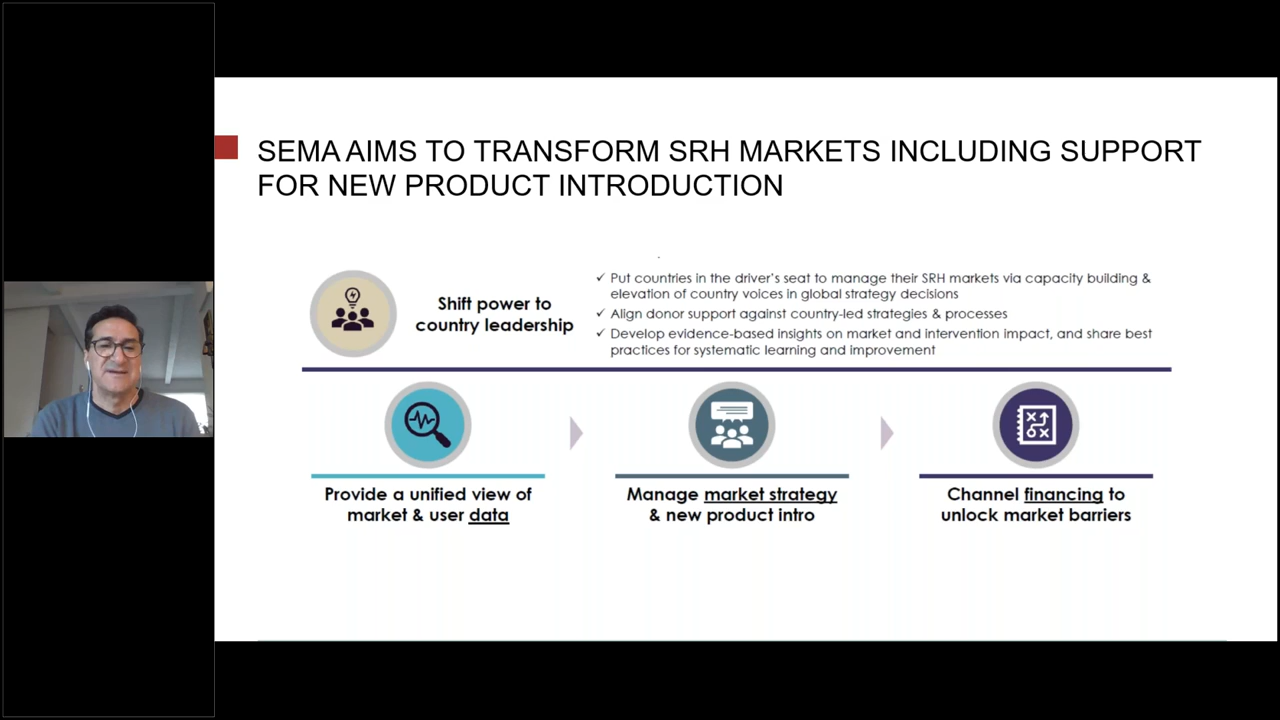 SEMA AIMS TO TRANSFORM SRH MARKETS INCLUDING SUPPORT
FOR NEW PRODUCT INTRODUCTION
Shift power to
country leadership
✓ Put countries in the driver's seat to manage their SRH markets via capacity building &
elevation of country voices in global strategy decisions
✓ Align donor support against country-led strategies & processes
✓ Develop evidence-based insights on market and intervention impact, and share best
practices for systematic learning and improvement
Provide a unified view of
market & user data
Manage market strategy
& new product intro
Channel financing to
unlock market barriers